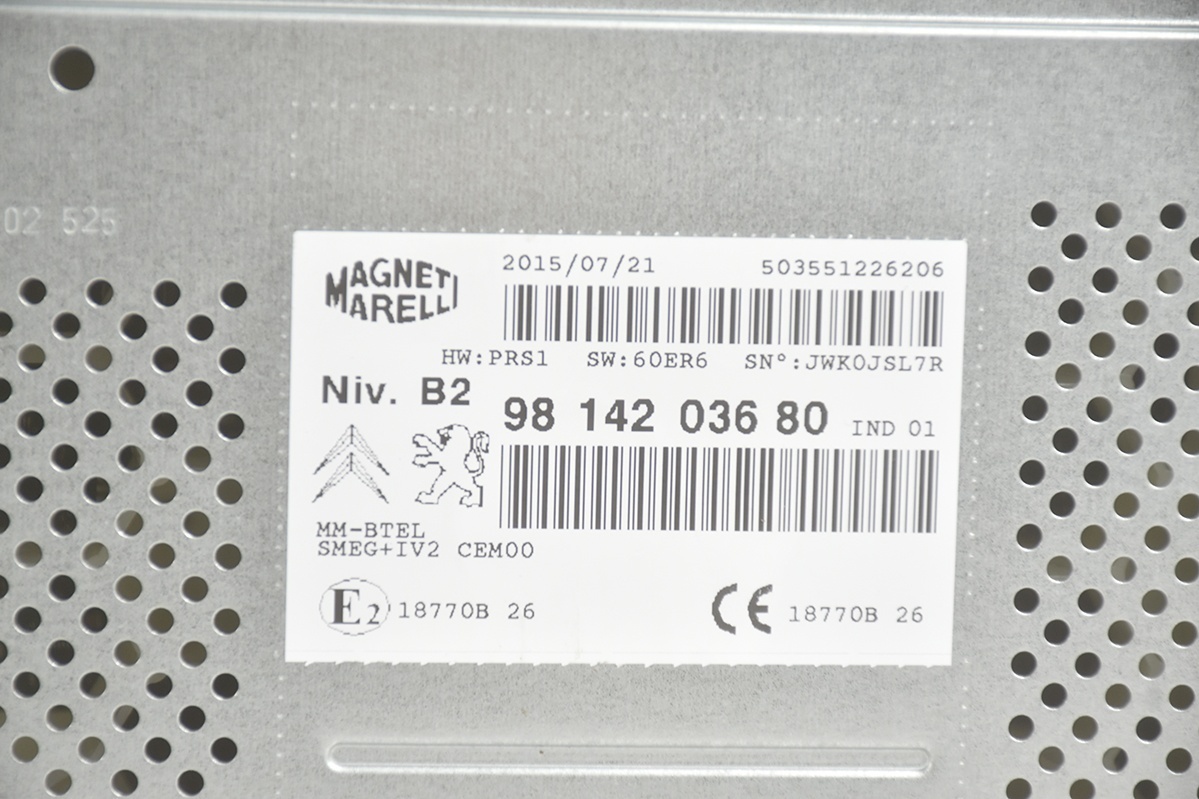 02 525
MAGNETI
MARELLI
2015/07/21 503551226206
HW:PRS1 SW:60ER6 SN°:JWK0JSL7R
Niv. B2
98 142 036 80 IND 01
MM-BTEL
SMEG+IV2 CEM00
E2 18770B 26
CE 18770B 26